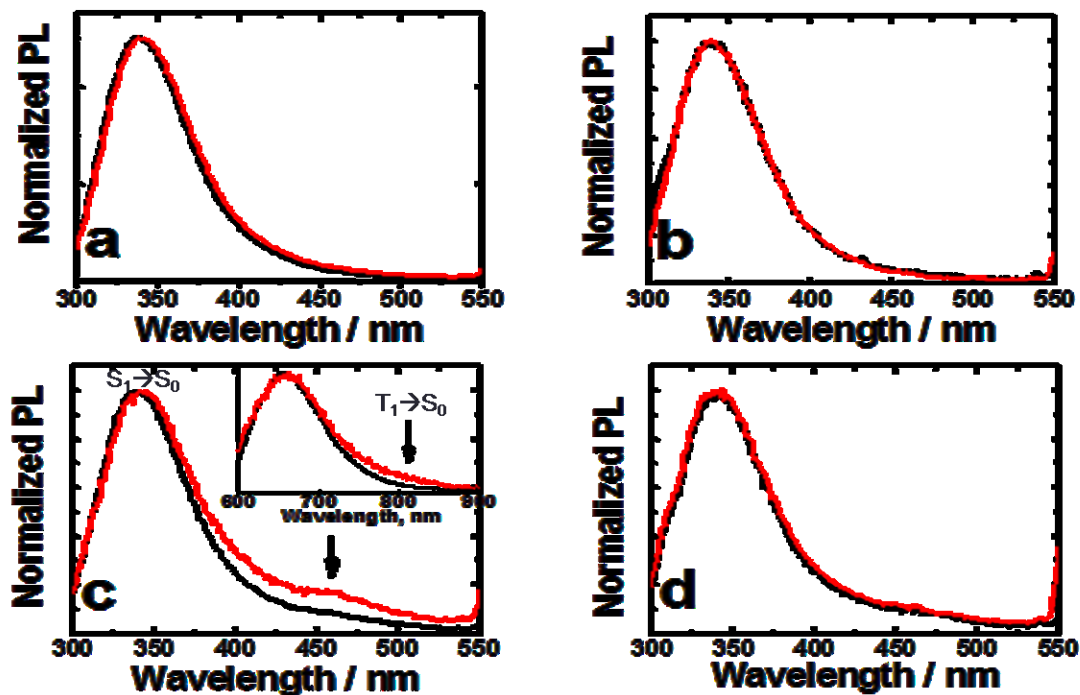 Normalized PL
a
300 350 400 450 500 550
Wavelength / nm
Normalized PL
b
300 350 400 450 500 550
Wavelength / nm
Normalized PL
S₁→S₀
T₁→S₀
600 700 800 900
Wavelength, nm
c
300 350 400 450 500 550
Wavelength / nm
Normalized PL
d
300 350 400 450 500 550
Wavelength / nm